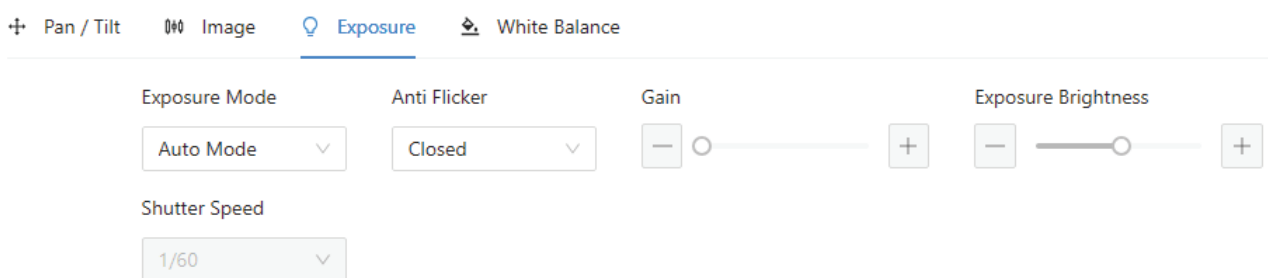 Pan / Tilt Image Exposure White Balance
Exposure Mode Anti Flicker Gain Exposure Brightness
Auto Mode Closed
Shutter Speed
1/60